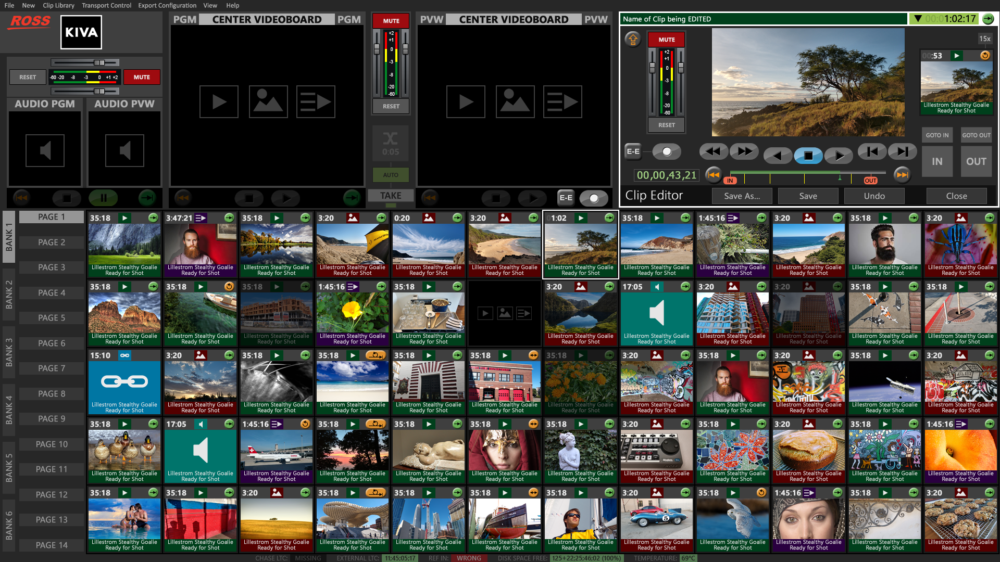 File New Clip Library Transport Control Export Configuration View Help
ROSS
KIVA
RESET
-60 -20 -8 -3 0 +1 +2
MUTE
AUDIO PGM
AUDIO PVW
PGM CENTER VIDEOBOARD PGM
MUTE
+2
+1
0
-3
-8
-20
-60
RESET
0:05
AUTO
TAKE
PVW CENTER VIDEOBOARD PVW
E-E
Name of Clip being EDITED
00:01:02:17
MUTE
+2
+1
0
-3
-8
-20
-60
RESET
15x
00:53
Lillestrom Stealthy Goalie
Ready for Shot
GOTO IN
GOTO OUT
IN
OUT
E-E
00,00,43,21
IN
OUT
Clip Editor
Save As...
Save
Undo
Close
BANK 1
BANK 2
BANK 3
BANK 4
BANK 5
BANK 6
PAGE 1
PAGE 2
PAGE 3
PAGE 4
PAGE 5
PAGE 6
PAGE 7
PAGE 8
PAGE 9
PAGE 10
PAGE 11
PAGE 12
PAGE 13
PAGE 14
35:18 3:47:21 35:18 3:20 0:20 3:20 01:02 35:18 1:45:16 3:20 35:18 3:20
Lillestrom Stealthy Goalie Lillestrom Stealthy Goalie Lillestrom Stealthy Goalie Lillestrom Stealthy Goalie Lillestrom Stealthy Goalie Lillestrom Stealthy Goalie Lillestrom Stealthy Goalie Lillestrom Stealthy Goalie Lillestrom Stealthy Goalie Lillestrom Stealthy Goalie Lillestrom Stealthy Goalie Lillestrom Stealthy Goalie
Ready for Shot Ready for Shot Ready for Shot Ready for Shot Ready for Shot Ready for Shot Ready for Shot Ready for Shot Ready for Shot Ready for Shot Ready for Shot Ready for Shot
35:18 35:18 35:18 1:45:16 35:18 3:20 17:05 3:20 3:20 35:18 35:18
Lillestrom Stealthy Goalie Lillestrom Stealthy Goalie Lillestrom Stealthy Goalie Lillestrom Stealthy Goalie Lillestrom Stealthy Goalie Lillestrom Stealthy Goalie Lillestrom Stealthy Goalie Lillestrom Stealthy Goalie Lillestrom Stealthy Goalie Lillestrom Stealthy Goalie Lillestrom Stealthy Goalie
Ready for Shot Ready for Shot Ready for Shot Ready for Shot Ready for Shot Ready for Shot Ready for Shot Ready for Shot Ready for Shot Ready for Shot Ready for Shot
15:10 3:20 35:18 35:18 35:18 35:18 35:18 3:20 35:18 3:20 35:18 3:20
Lillestrom Stealthy Goalie Lillestrom Stealthy Goalie Lillestrom Stealthy Goalie Lillestrom Stealthy Goalie Lillestrom Stealthy Goalie Lillestrom Stealthy Goalie Lillestrom Stealthy Goalie Lillestrom Stealthy Goalie Lillestrom Stealthy Goalie Lillestrom Stealthy Goalie Lillestrom Stealthy Goalie Lillestrom Stealthy Goalie
Ready for Shot Ready for Shot Ready for Shot Ready for Shot Ready for Shot Ready for Shot Ready for Shot Ready for Shot Ready for Shot Ready for Shot Ready for Shot Ready for Shot
35:18 17:05 1:45:16 35:18 35:18 35:18 35:18 3:20 35:18 3:20 35:18 1:45:16
Lillestrom Stealthy Goalie Lillestrom Stealthy Goalie Lillestrom Stealthy Goalie Lillestrom Stealthy Goalie Lillestrom Stealthy Goalie Lillestrom Stealthy Goalie Lillestrom Stealthy Goalie Lillestrom Stealthy Goalie Lillestrom Stealthy Goalie Lillestrom Stealthy Goalie Lillestrom Stealthy Goalie Lillestrom Stealthy Goalie
Ready for Shot Ready for Shot Ready for Shot Ready for Shot Ready for Shot Ready for Shot Ready for Shot Ready for Shot Ready for Shot Ready for Shot Ready for Shot Ready for Shot
35:18 35:18 3:20 35:18 35:18 35:18 35:18 3:20 35:18 1:45:16 35:18 3:20
5
Lillestrom Stealthy Goalie Lillestrom Stealthy Goalie Lillestrom Stealthy Goalie Lillestrom Stealthy Goalie Lillestrom Stealthy Goalie Lillestrom Stealthy Goalie Lillestrom Stealthy Goalie Lillestrom Stealthy Goalie Lillestrom Stealthy Goalie Lillestrom Stealthy Goalie Lillestrom Stealthy Goalie Lillestrom Stealthy Goalie
Ready for Shot Ready for Shot Ready for Shot Ready for Shot Ready for Shot Ready for Shot Ready for Shot Ready for Shot Ready for Shot Ready for Shot Ready for Shot Ready for Shot
CHASE LTC: MISSING EXTERNAL LTC: 11;45;05;17 REF IN: WRONG DISK SPACE FREE: 125+22;25;46;02 (100%) TEMPERATURE: 69°C